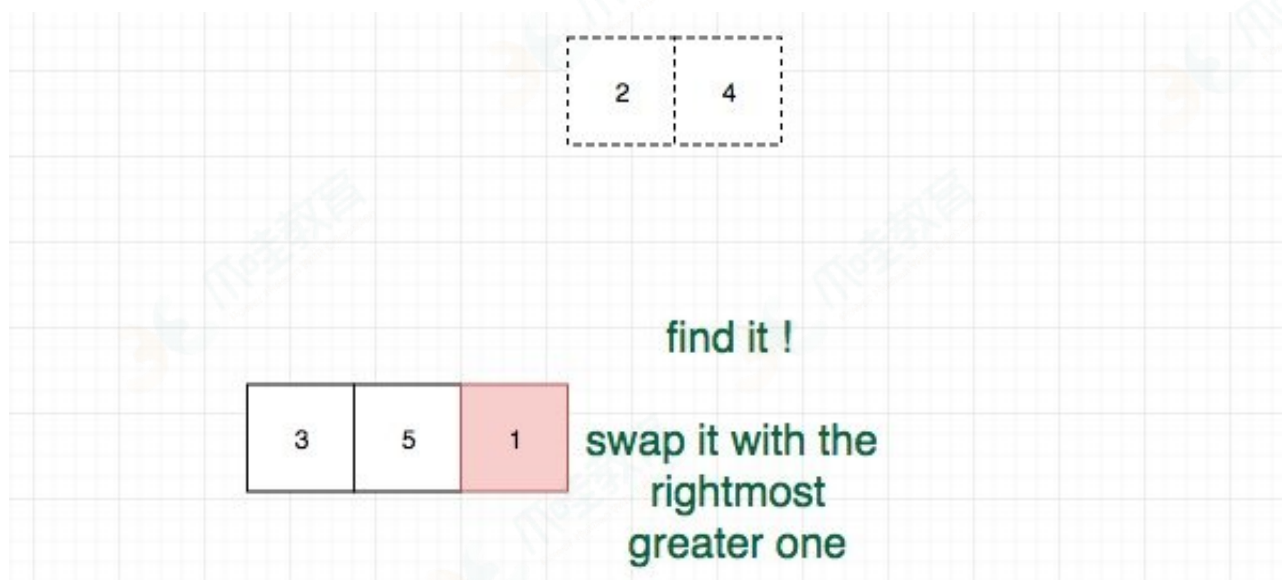 2 4
find it !
3 5 1
swap it with the
rightmost
greater one